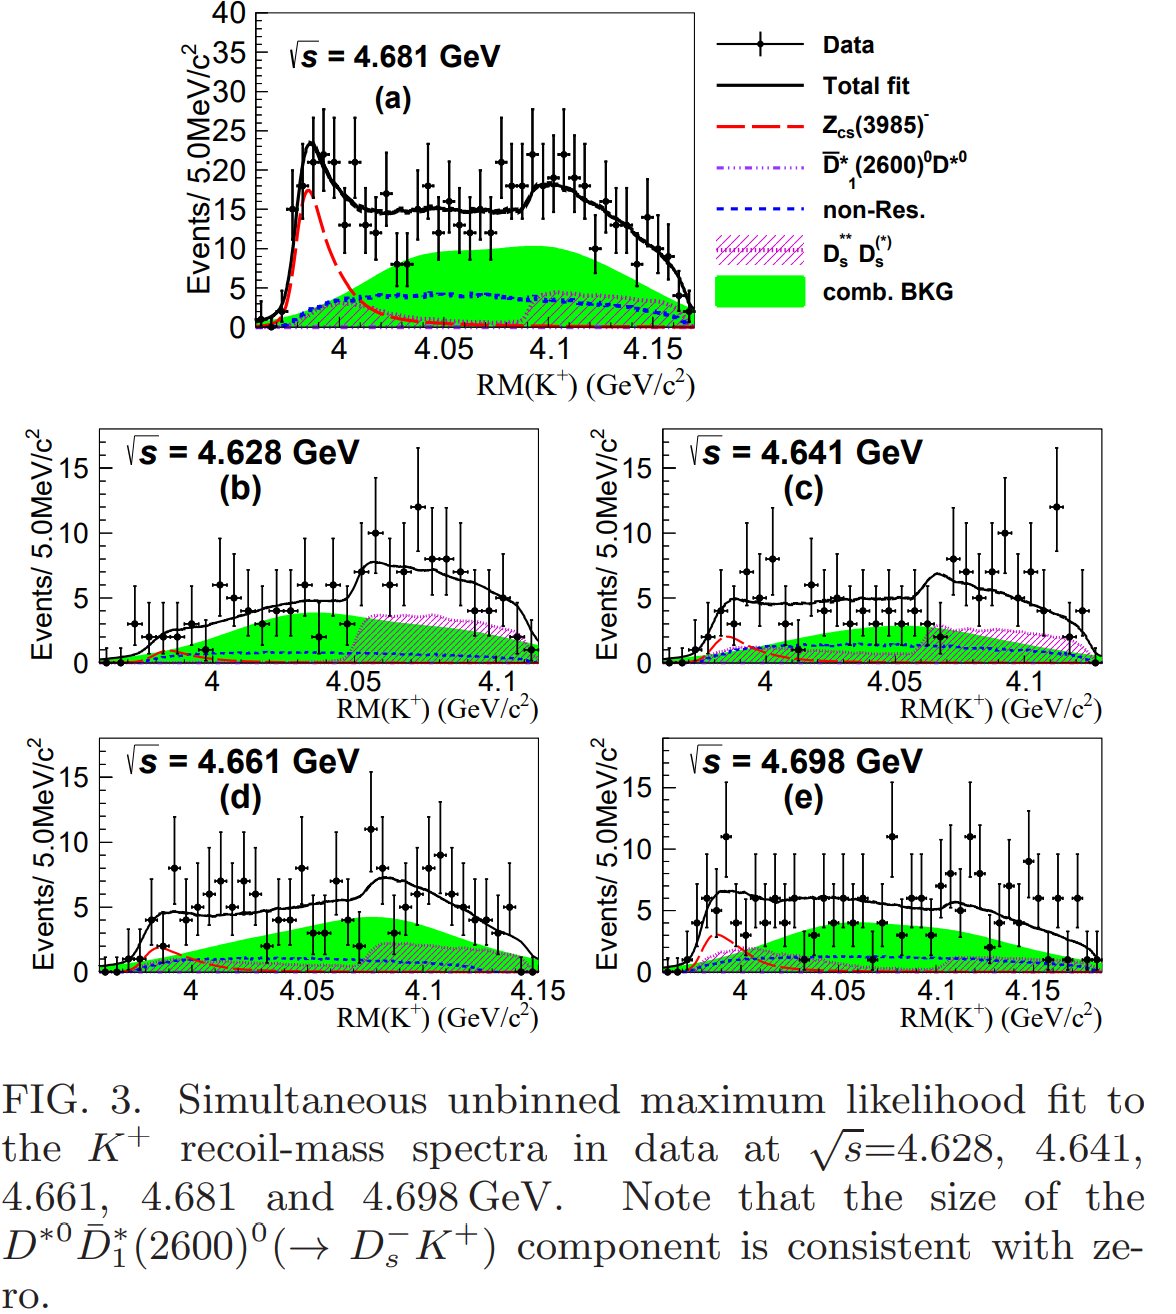 40
35
30
25
20
15
10
5
0
Events/ 5.0MeV/c²
√s = 4.681 GeV
(a)
4 4.05 4.1 4.15
RM(K⁺) (GeV/c²)
Data
Total fit
Z_cs(3985)⁻
D̅*₁(2600)⁰D*⁰
non-Res.
D_s** D_s^(*)
comb. BKG
Events/ 5.0MeV/c²
15
10
5
0
√s = 4.628 GeV
(b)
4 4.05 4.1
RM(K⁺) (GeV/c²)
Events/ 5.0MeV/c²
15
10
5
0
√s = 4.641 GeV
(c)
4 4.05 4.1
RM(K⁺) (GeV/c²)
Events/ 5.0MeV/c²
15
10
5
0
√s = 4.661 GeV
(d)
4 4.05 4.1 4.15
RM(K⁺) (GeV/c²)
Events/ 5.0MeV/c²
15
10
5
0
√s = 4.698 GeV
(e)
4 4.05 4.1 4.15
RM(K⁺) (GeV/c²)
FIG. 3. Simultaneous unbinned maximum likelihood fit to
the K⁺ recoil-mass spectra in data at √s=4.628, 4.641,
4.661, 4.681 and 4.698 GeV. Note that the size of the
D*⁰D̄₁*(2600)⁰(→ D_s⁻K⁺) component is consistent with ze-
ro.